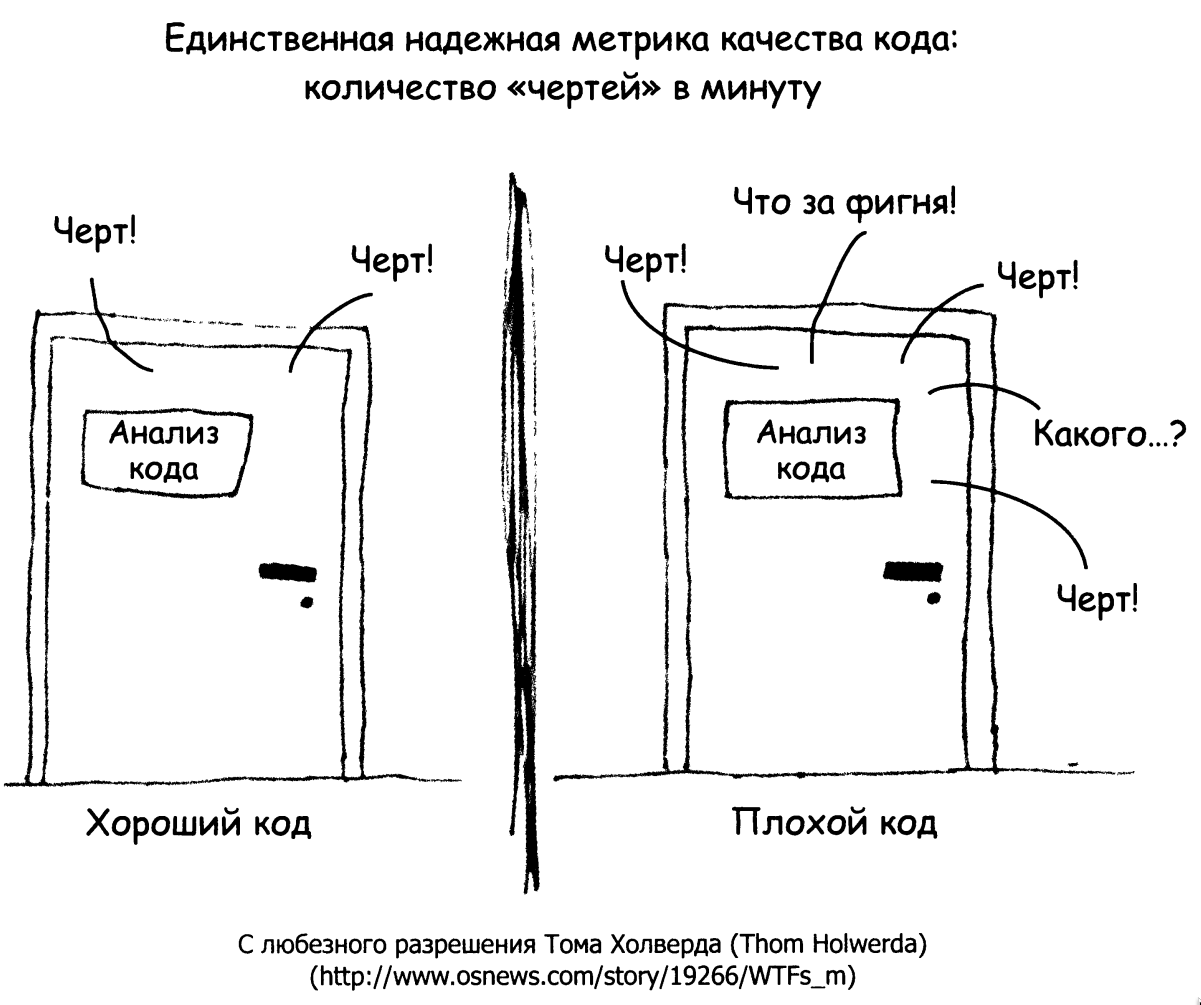 Единственная надежная метрика качества кода:
количество «чертей» в минуту
Черт!
Черт!
Анализ
кода
Хороший код
Что за фигня!
Черт!
Черт!
Какого...?
Анализ
кода
Черт!
Плохой код
С любезного разрешения Тома Холверда (Thom Holwerda)
(http://www.osnews.com/story/19266/WTFs_m)